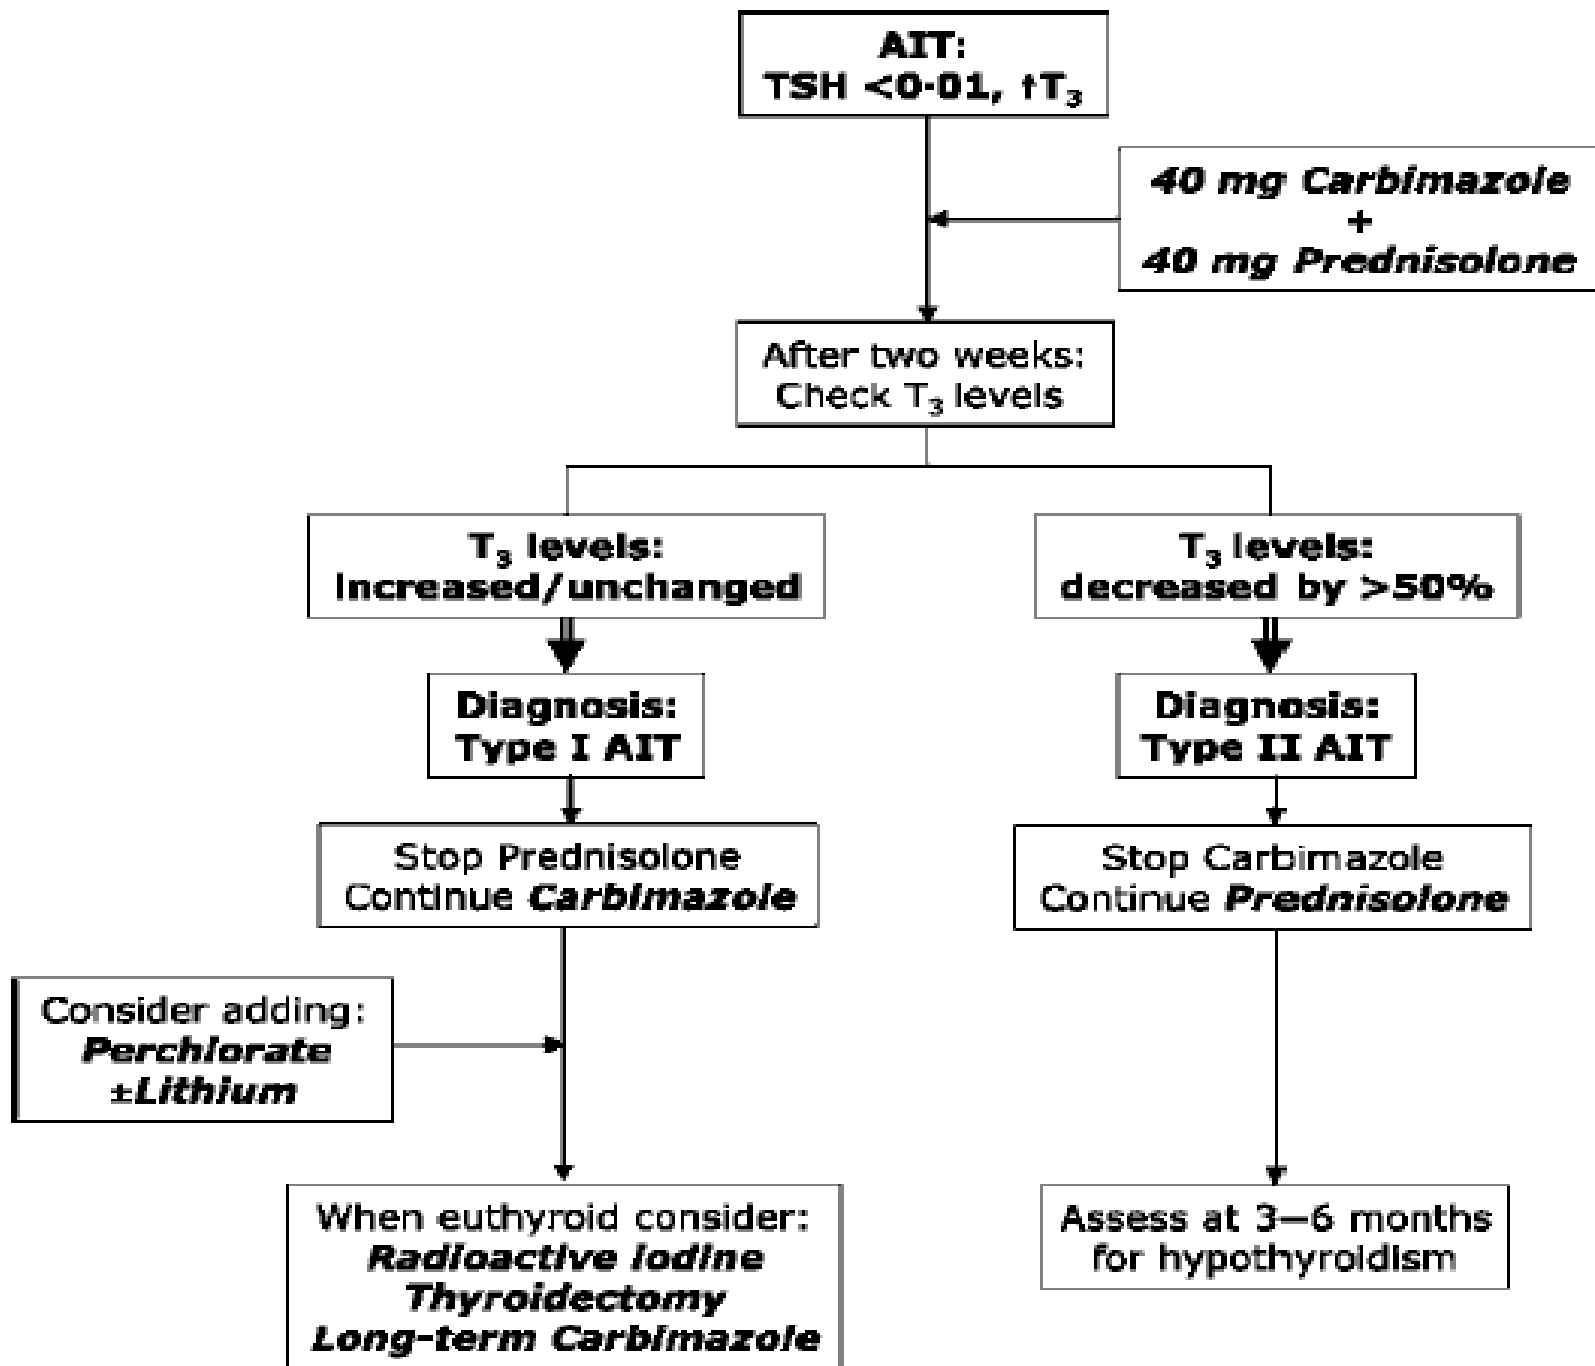 AIT:
TSH <0·01, ↑T₃
40 mg Carbimazole
+
40 mg Prednisolone
After two weeks:
Check T₃ levels
T₃ levels:
increased/unchanged
T₃ levels:
decreased by >50%
Diagnosis:
Type I AIT
Diagnosis:
Type II AIT
Stop Prednisolone
Continue Carbimazole
Stop Carbimazole
Continue Prednisolone
Consider adding:
Perchlorate
±Lithium
When euthyroid consider:
Radioactive iodine
Thyroidectomy
Long-term Carbimazole
Assess at 3–6 months
for hypothyroidism